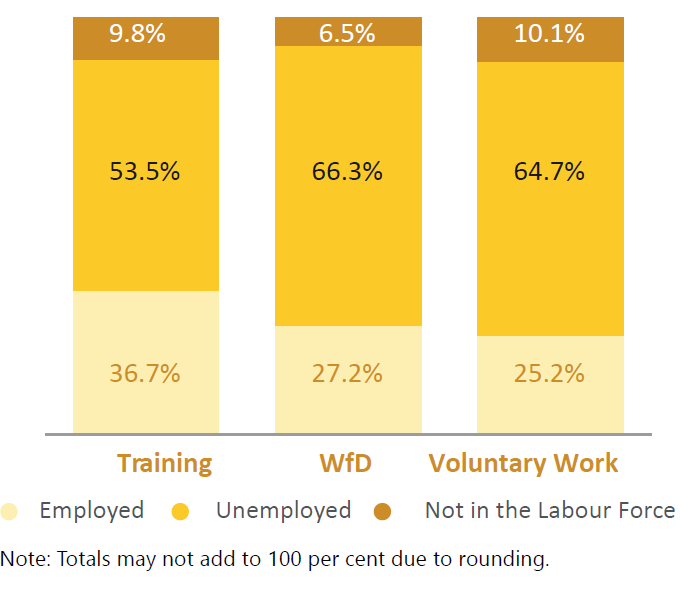 9.8% 6.5% 10.1%
53.5% 66.3% 64.7%
36.7% 27.2% 25.2%
Training WfD Voluntary Work
Employed Unemployed Not in the Labour Force
Note: Totals may not add to 100 per cent due to rounding.